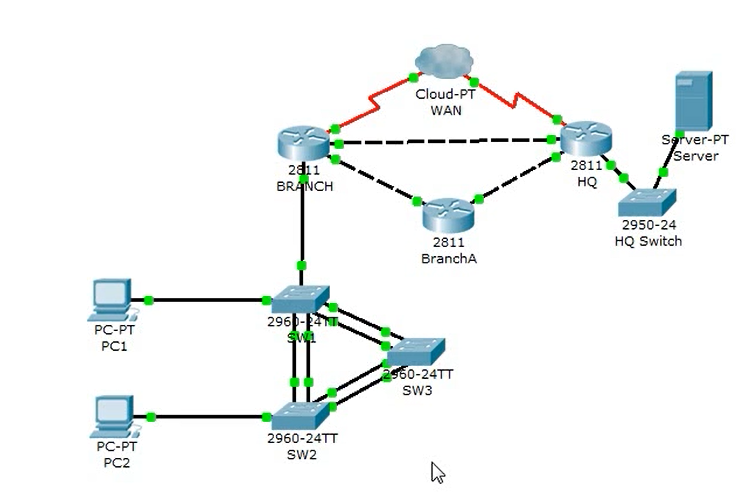 Cloud-PT
WAN
Server-PT
Server
2811
BRANCH
2811
HQ
2950-24
HQ Switch
2811
BranchA
PC-PT
PC1
2960-24TT
SW1
2960-24TT
SW3
PC-PT
PC2
2960-24TT
SW2